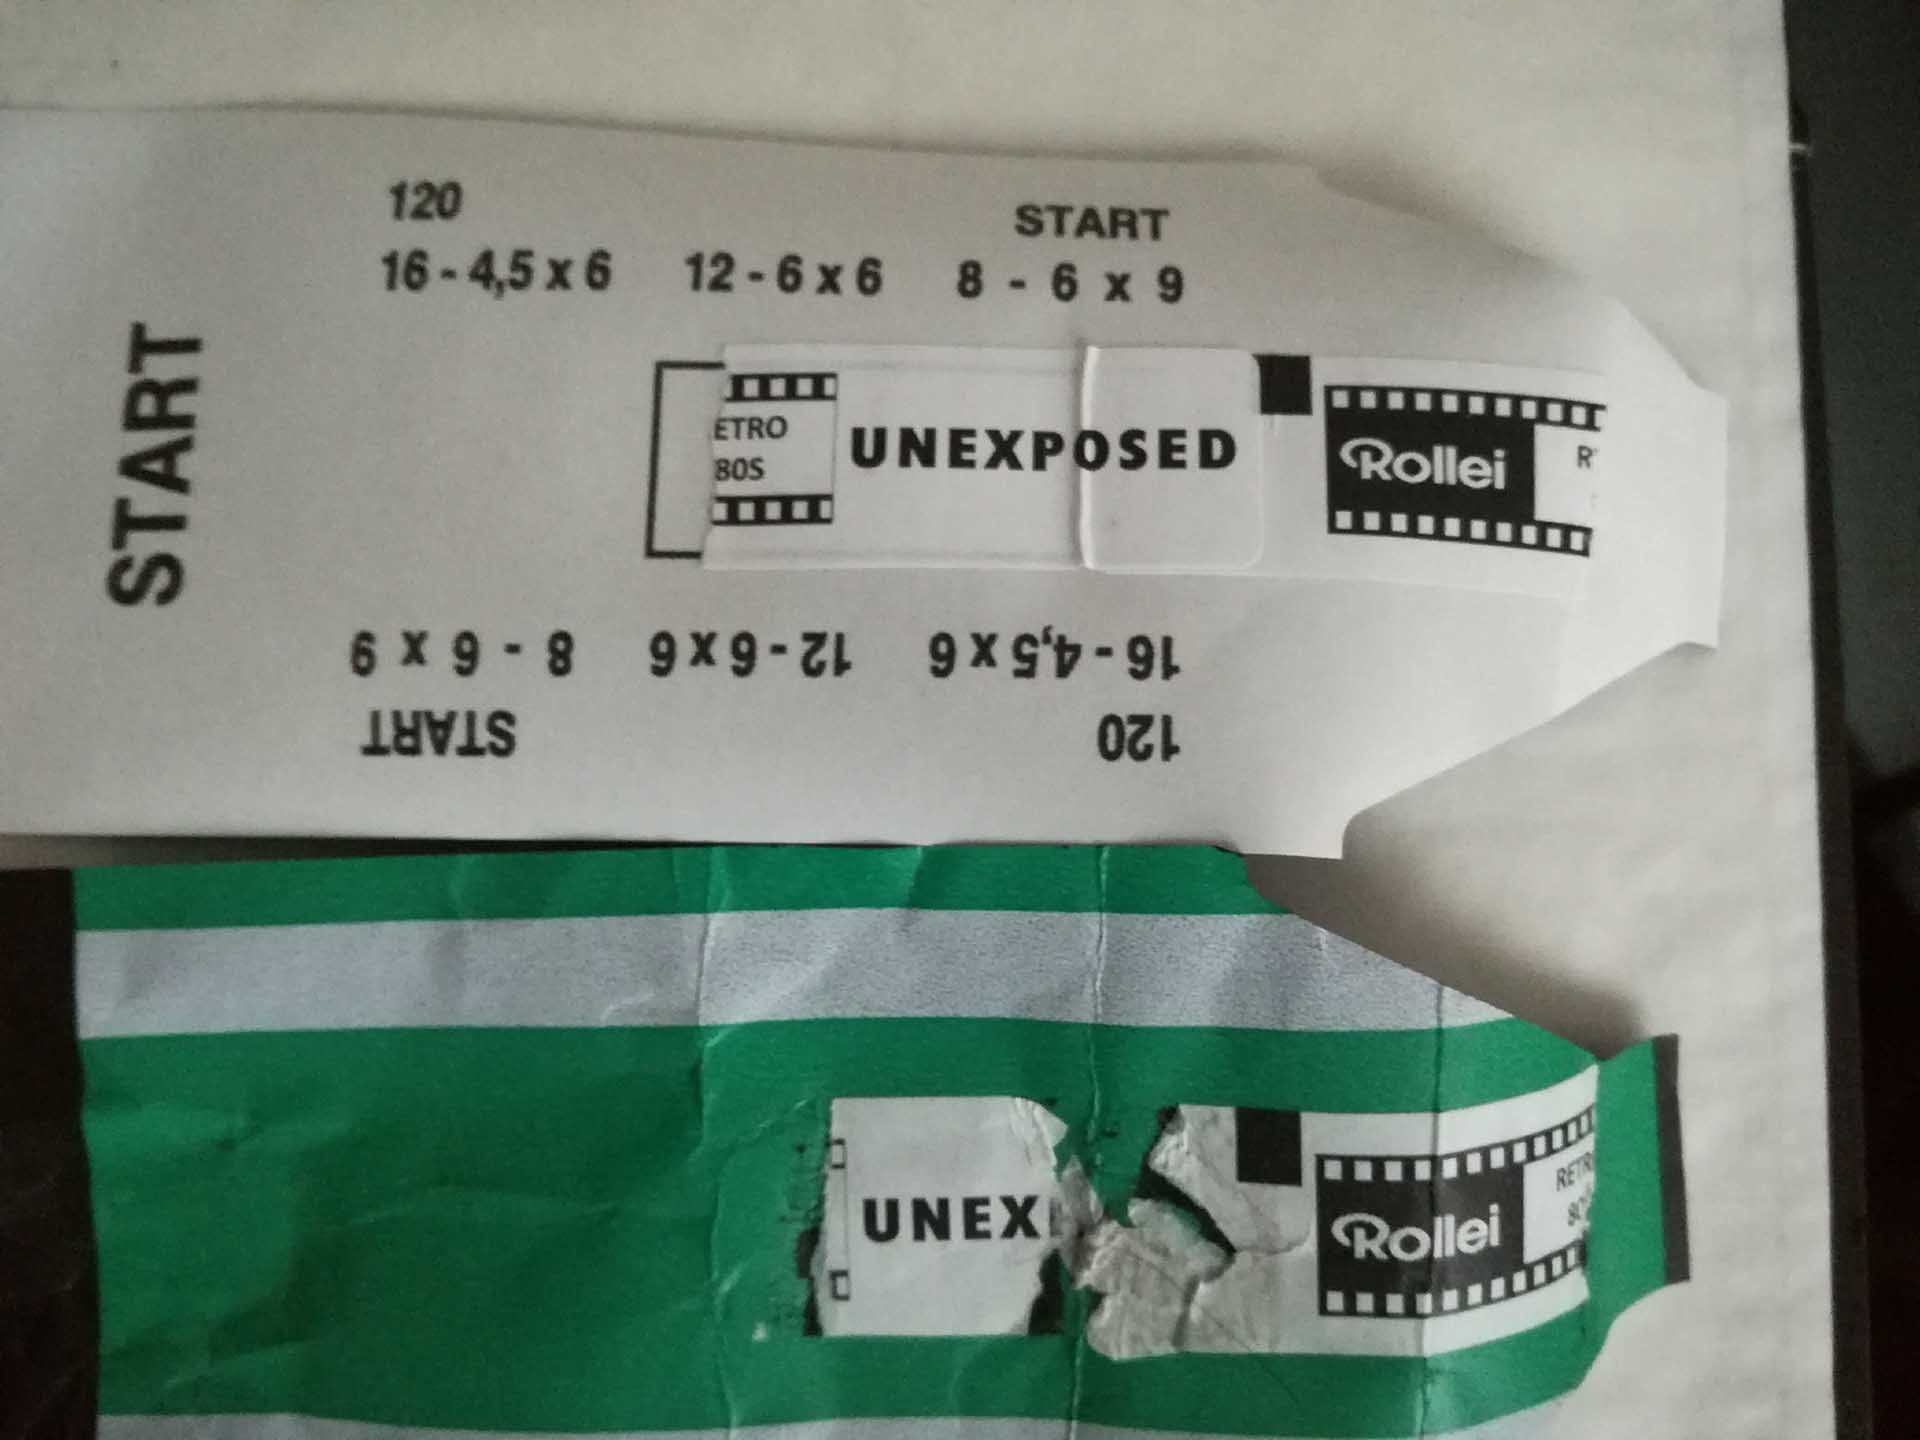 120
START
16 - 4,5 x 6 12 - 6 x 6 8 - 6 x 9
START
ETRO
80S
UNEXPOSED
Rollei
8 - 6 x 9 12 - 6 x 6 16 - 4,5 x 6
START
120
UNEX
Rollei
RETR